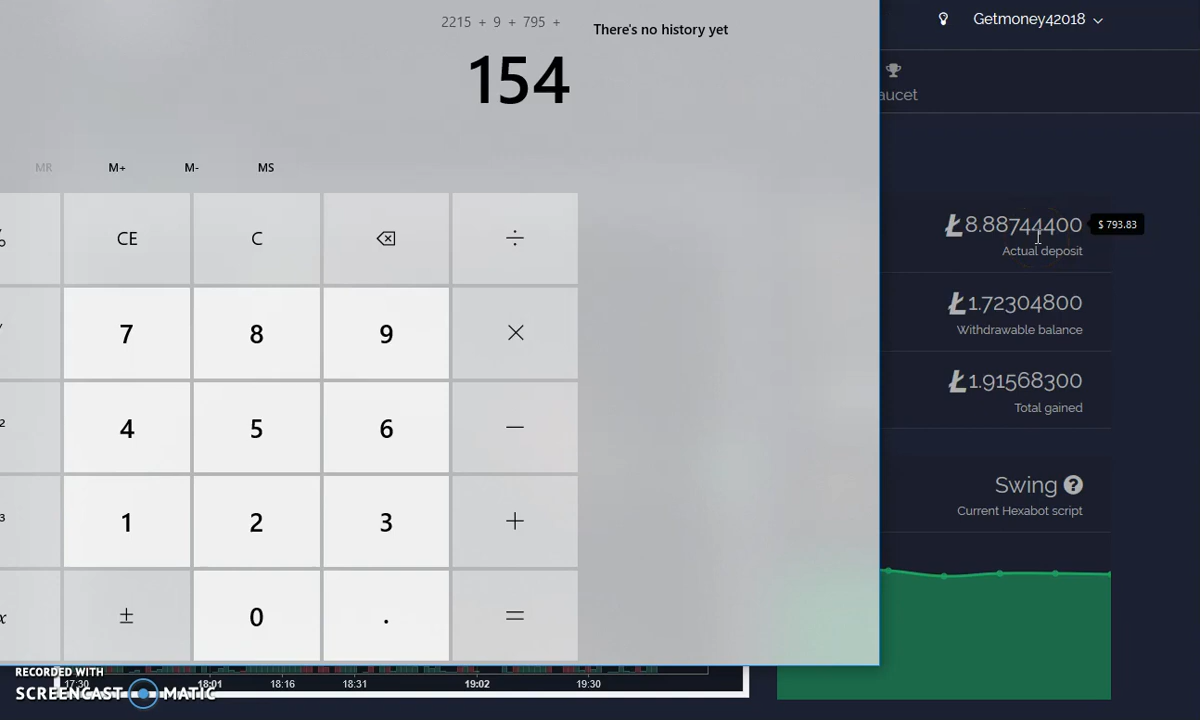 2215 + 9 + 795 +
There's no history yet
154
Getmoney42018
aucet
MR M+ M- MS
CE C ÷
7 8 9 ×
4 5 6 −
1 2 3 +
± 0 . =
Ł8.88744400
$ 793.83
Actual deposit
Ł1.72304800
Withdrawable balance
Ł1.91568300
Total gained
Swing ?
Current Hexabot script
17:30 18:01 18:16 18:31 19:02 19:30
RECORDED WITH
SCREENCAST MATIC